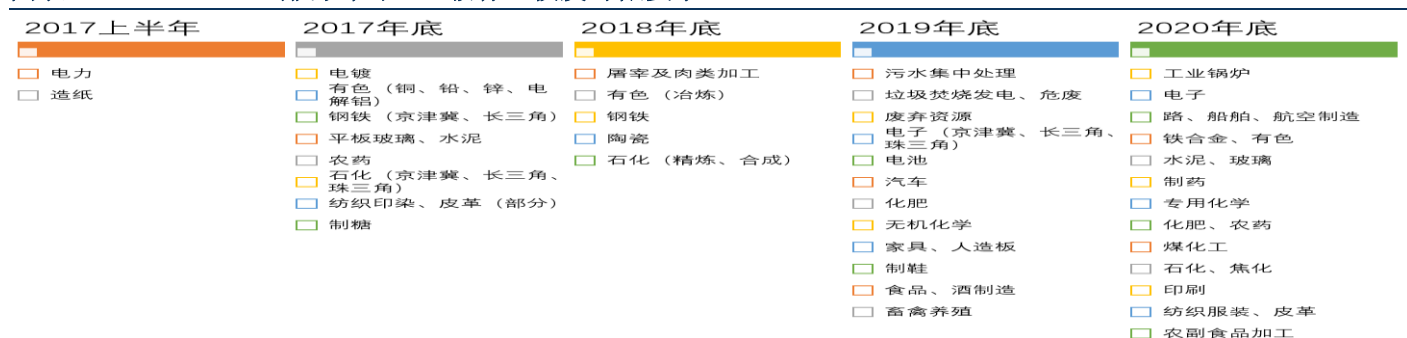 2017上半年
电力
造纸
2017年底
电镀
有色（铜、铅、锌、电
解铝）
钢铁（京津冀、长三角）
平板玻璃、水泥
农药
石化（京津冀、长三角、
珠三角）
纺织印染、皮革（部分）
制糖
2018年底
屠宰及肉类加工
有色（冶炼）
钢铁
陶瓷
石化（精炼、合成）
2019年底
污水集中处理
垃圾焚烧发电、危废
废弃资源
电子（京津冀、长三角、
珠三角）
电池
汽车
化肥
无机化学
家具、人造板
制鞋
食品、酒制造
畜禽养殖
2020年底
工业锅炉
电子
路、船舶、航空制造
铁合金、有色
水泥、玻璃
制药
专用化学
化肥、农药
煤化工
石化、焦化
印刷
纺织服装、皮革
农副食品加工